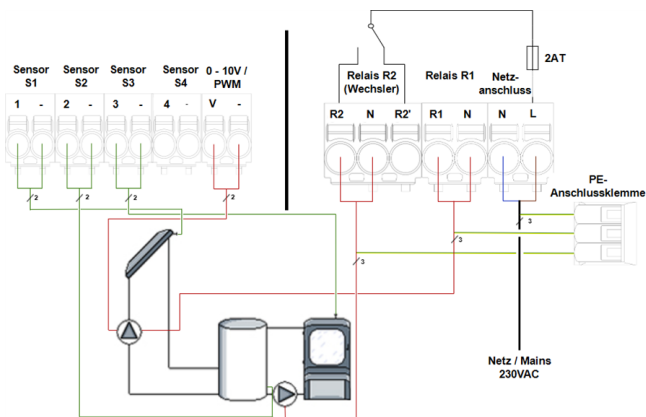 2AT
Sensor
S1
Sensor
S2
Sensor
S3
Sensor
S4
0 - 10V /
PWM
Relais R2
(Wechsler)
Relais R1
Netz-
anschluss
1 - 2 - 3 - 4 - V -
R2 N R2' R1 N N L
PE-
Anschlussklemme
2 2 2 2
3
3
3
Netz / Mains
230VAC